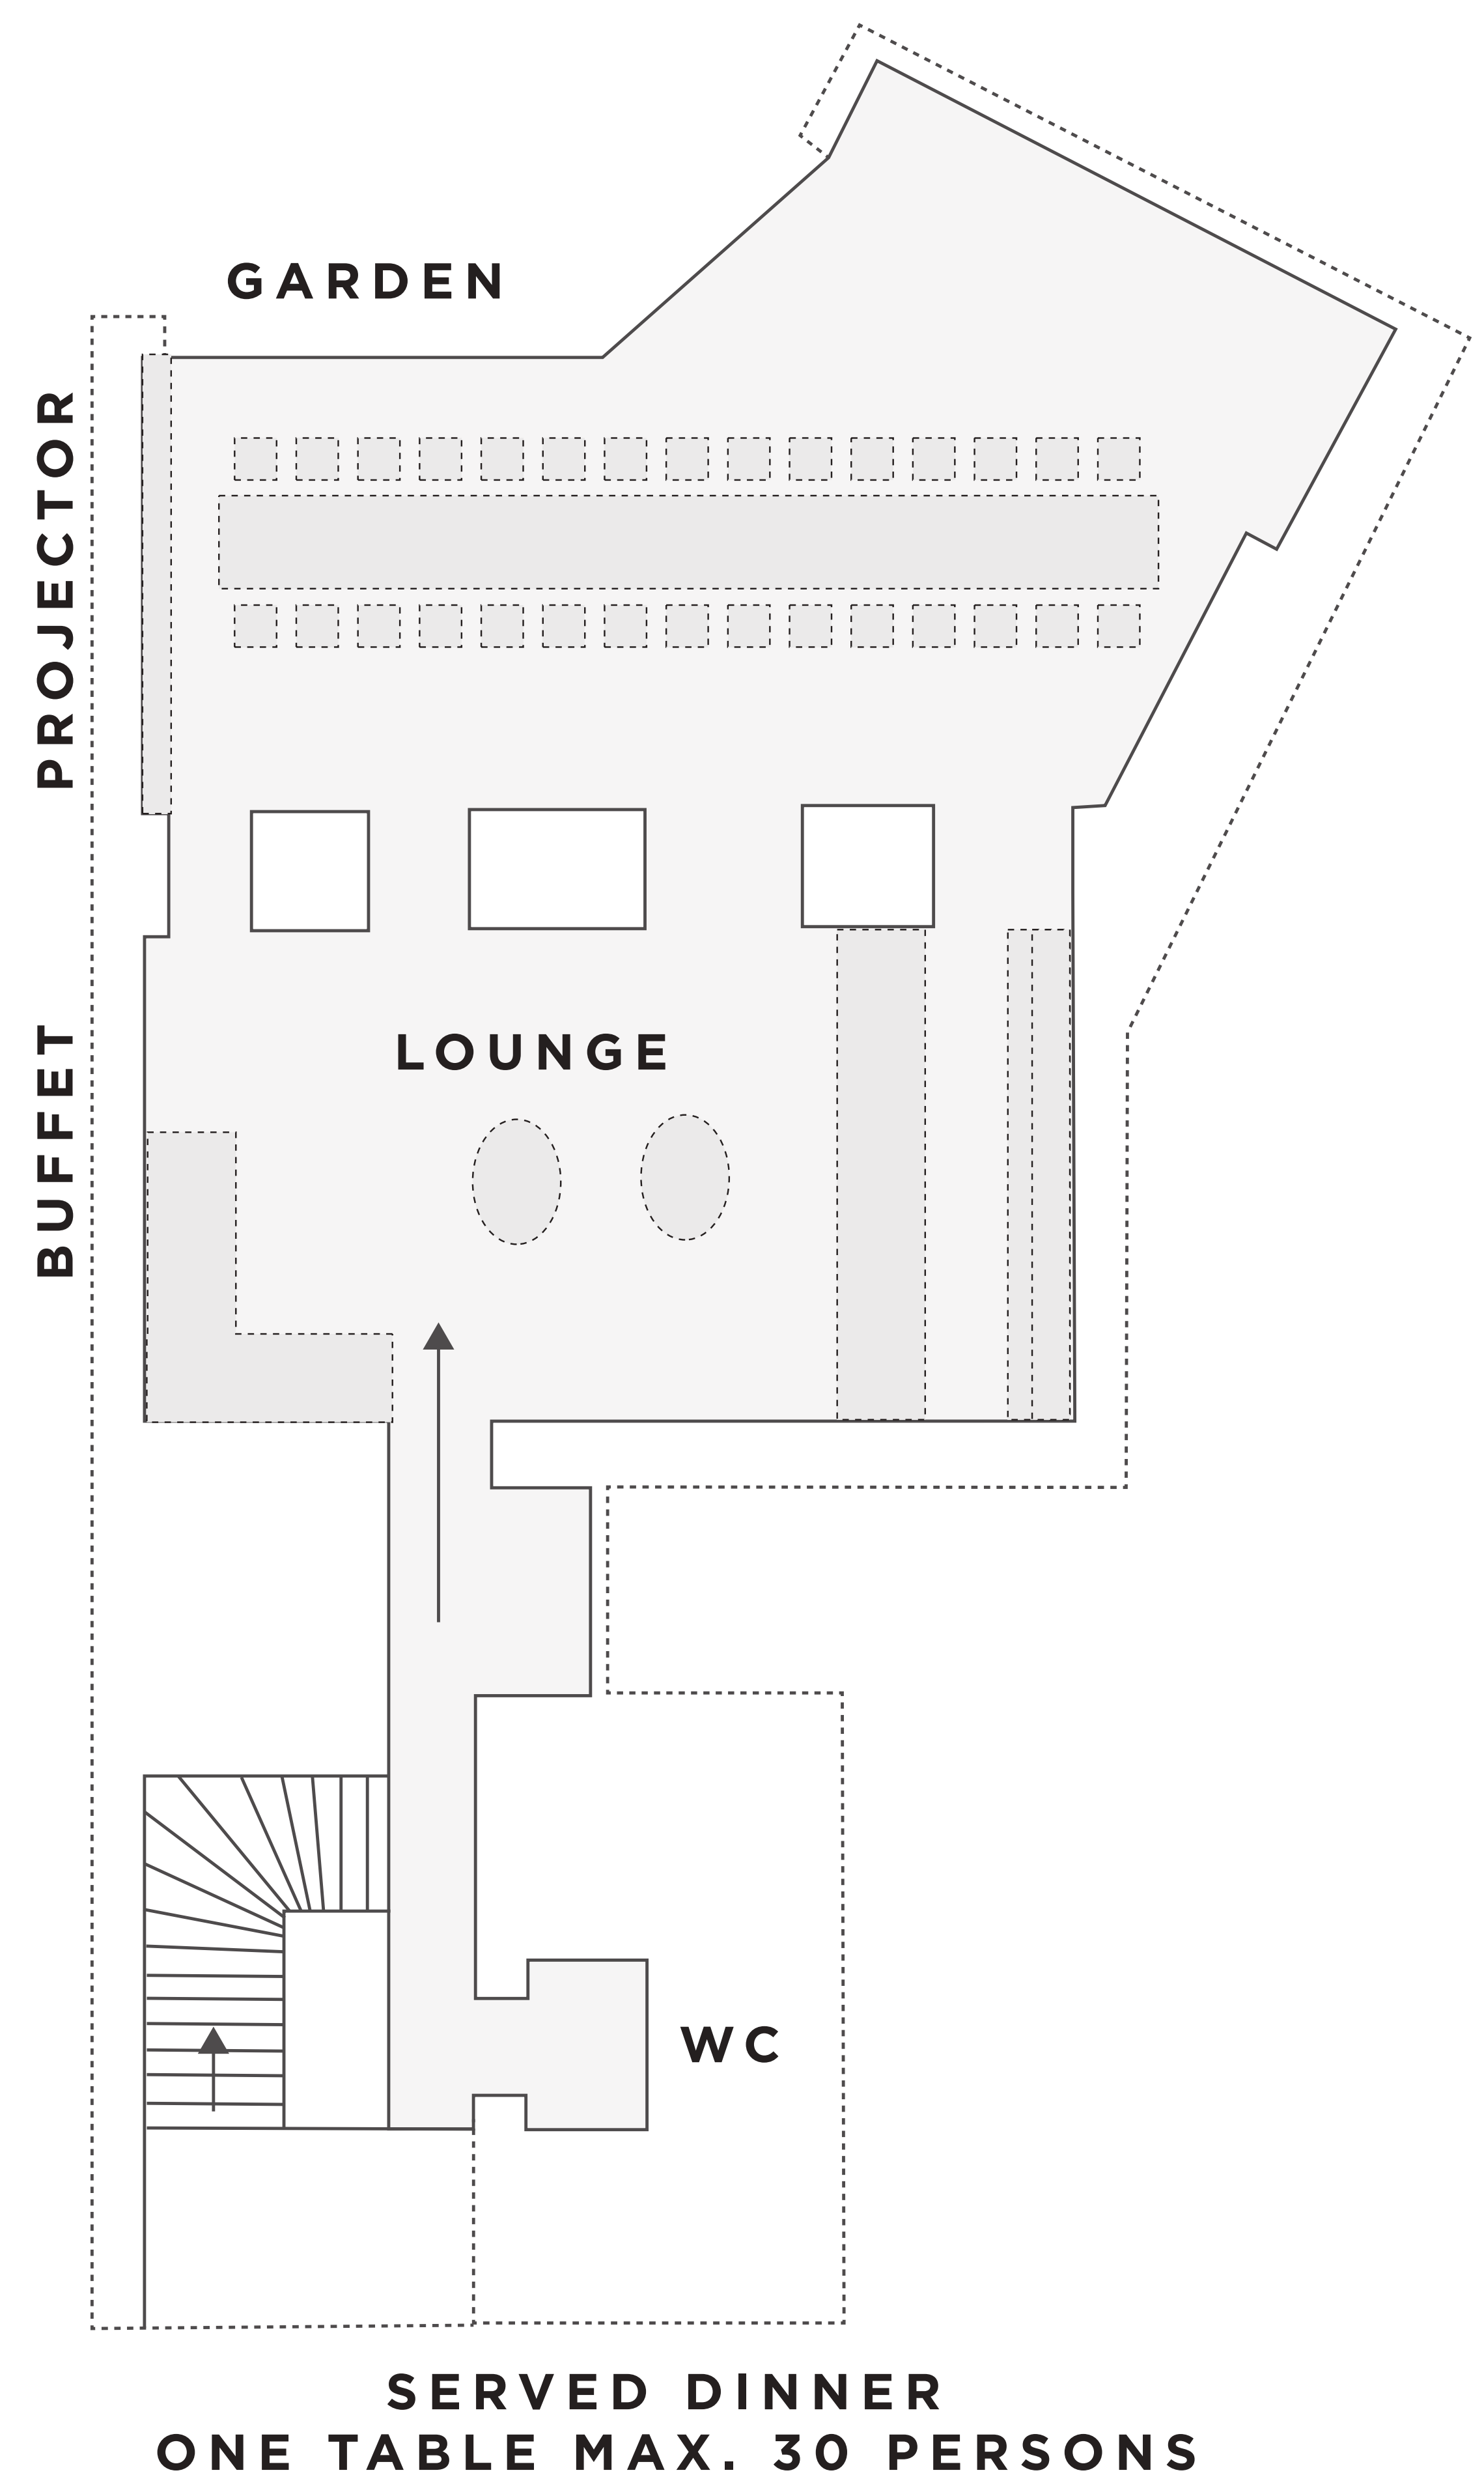 GARDEN
PROJECTOR
LOUNGE
BUFFET
WC
SERVED DINNER
ONE TABLE MAX. 30 PERSONS